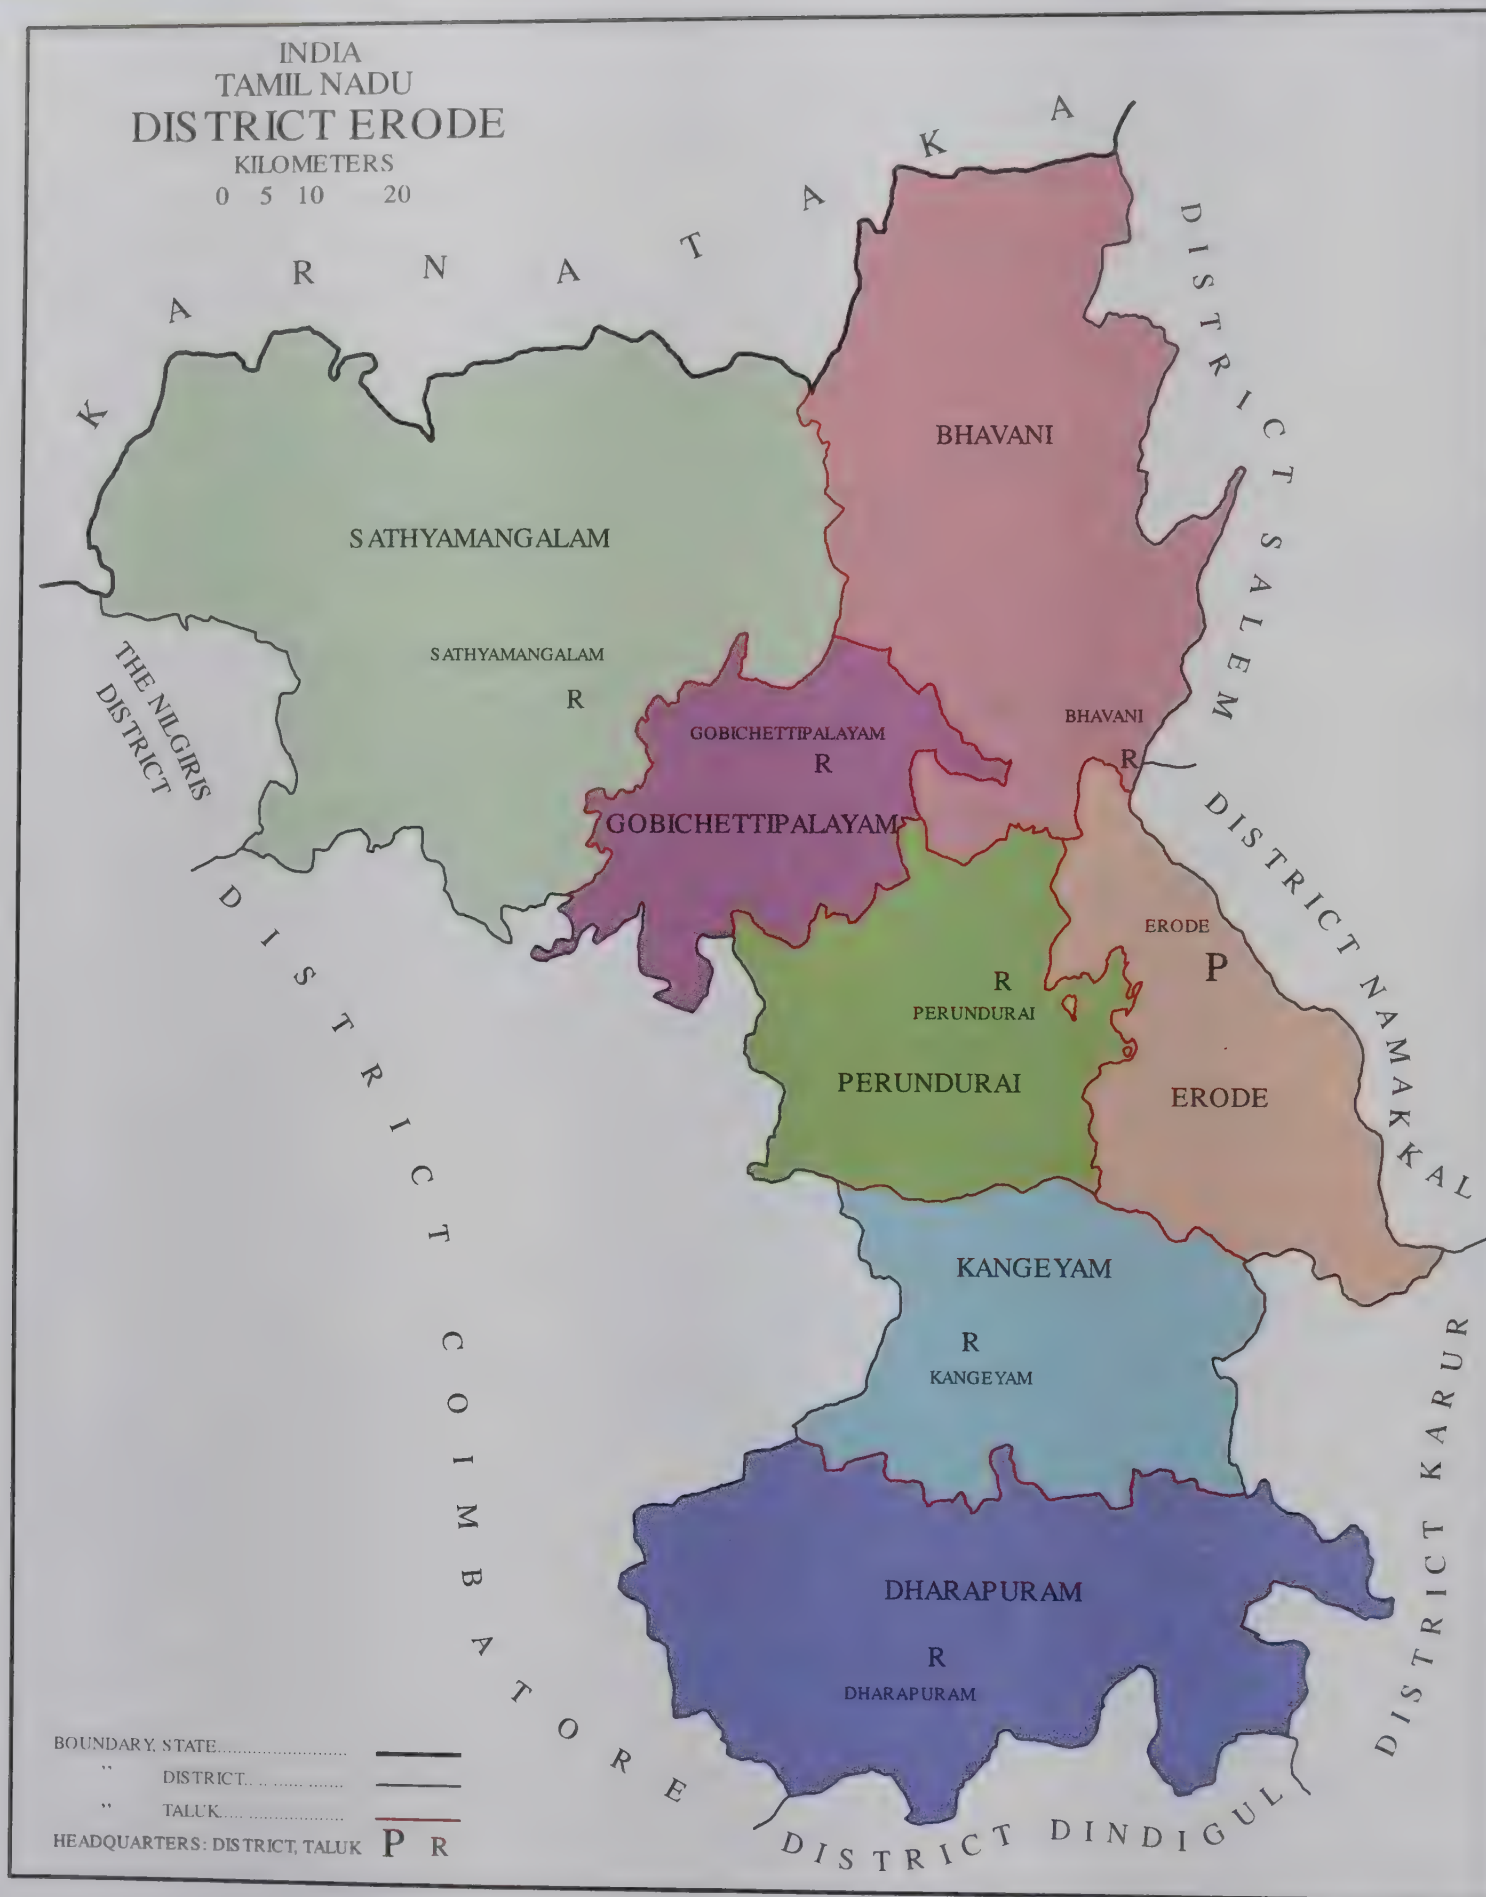 INDIA
TAMIL NADU
DISTRICT ERODE
KILOMETERS
0 5 10 20
KARNATAKA
DISTRICT SALEM
BHAVANI
SATHYAMANGALAM
SATHYAMANGALAM
R
THE NILGIRIS
DISTRICT
BHAVANI
R
GOBICHETTIPALAYAM
R
GOBICHETTIPALAYAM
DISTRICT NAMAKKAL
ERODE
P
R
PERUNDURAI
PERUNDURAI
ERODE
DISTRICT COIMBATORE
KANGEYAM
R
KANGEYAM
DISTRICT KARUR
DHARAPURAM
R
DHARAPURAM
DISTRICT DINDIGUL
BOUNDARY, STATE..........................
" DISTRICT.. .. ............ ...............
" TALUK..... ........................
HEADQUARTERS: DISTRICT, TALUK P R